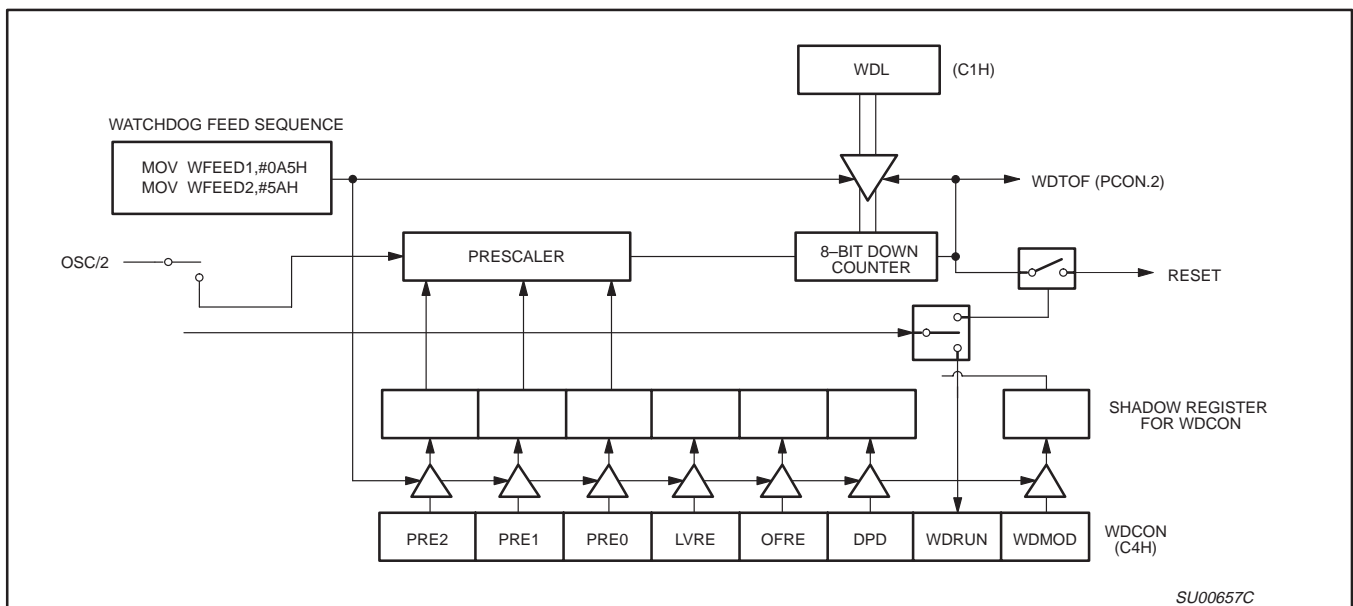 WDL
(C1H)
WATCHDOG FEED SEQUENCE
MOV WFEED1,#0A5H
MOV WFEED2,#5AH
WDTOF (PCON.2)
OSC/2
PRESCALER
8–BIT DOWN
COUNTER
RESET
SHADOW REGISTER
FOR WDCON
PRE2
PRE1
PRE0
LVRE
OFRE
DPD
WDRUN
WDMOD
WDCON
(C4H)
SU00657C